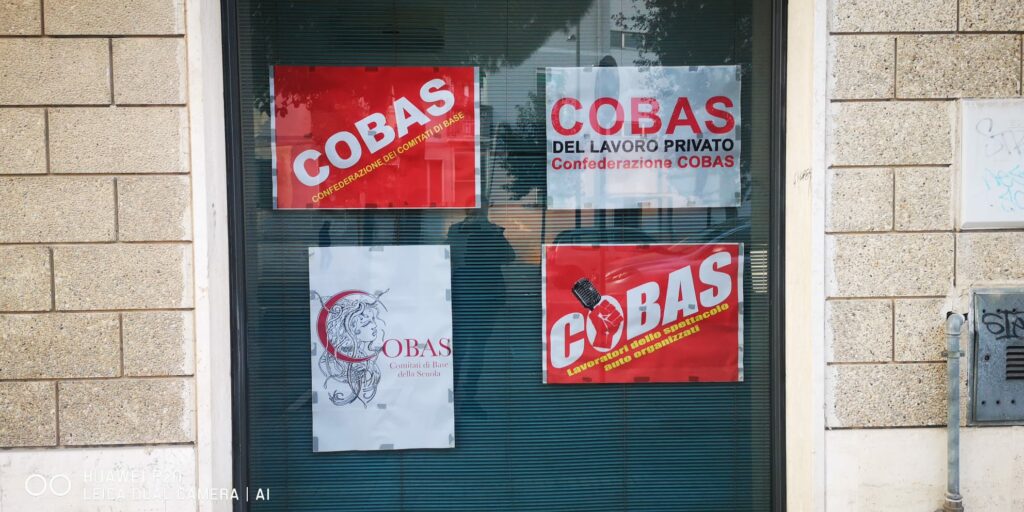 COBAS
CONFEDERAZIONE DEI COMITATI DI BASE
COBAS
DEL LAVORO PRIVATO
Confederazione COBAS
COBAS
Comitati di Base
della Scuola
COBAS
Lavoratori dello spettacolo
auto organizzati
HUAWEI P20
LEICA DUAL CAMERA | AI